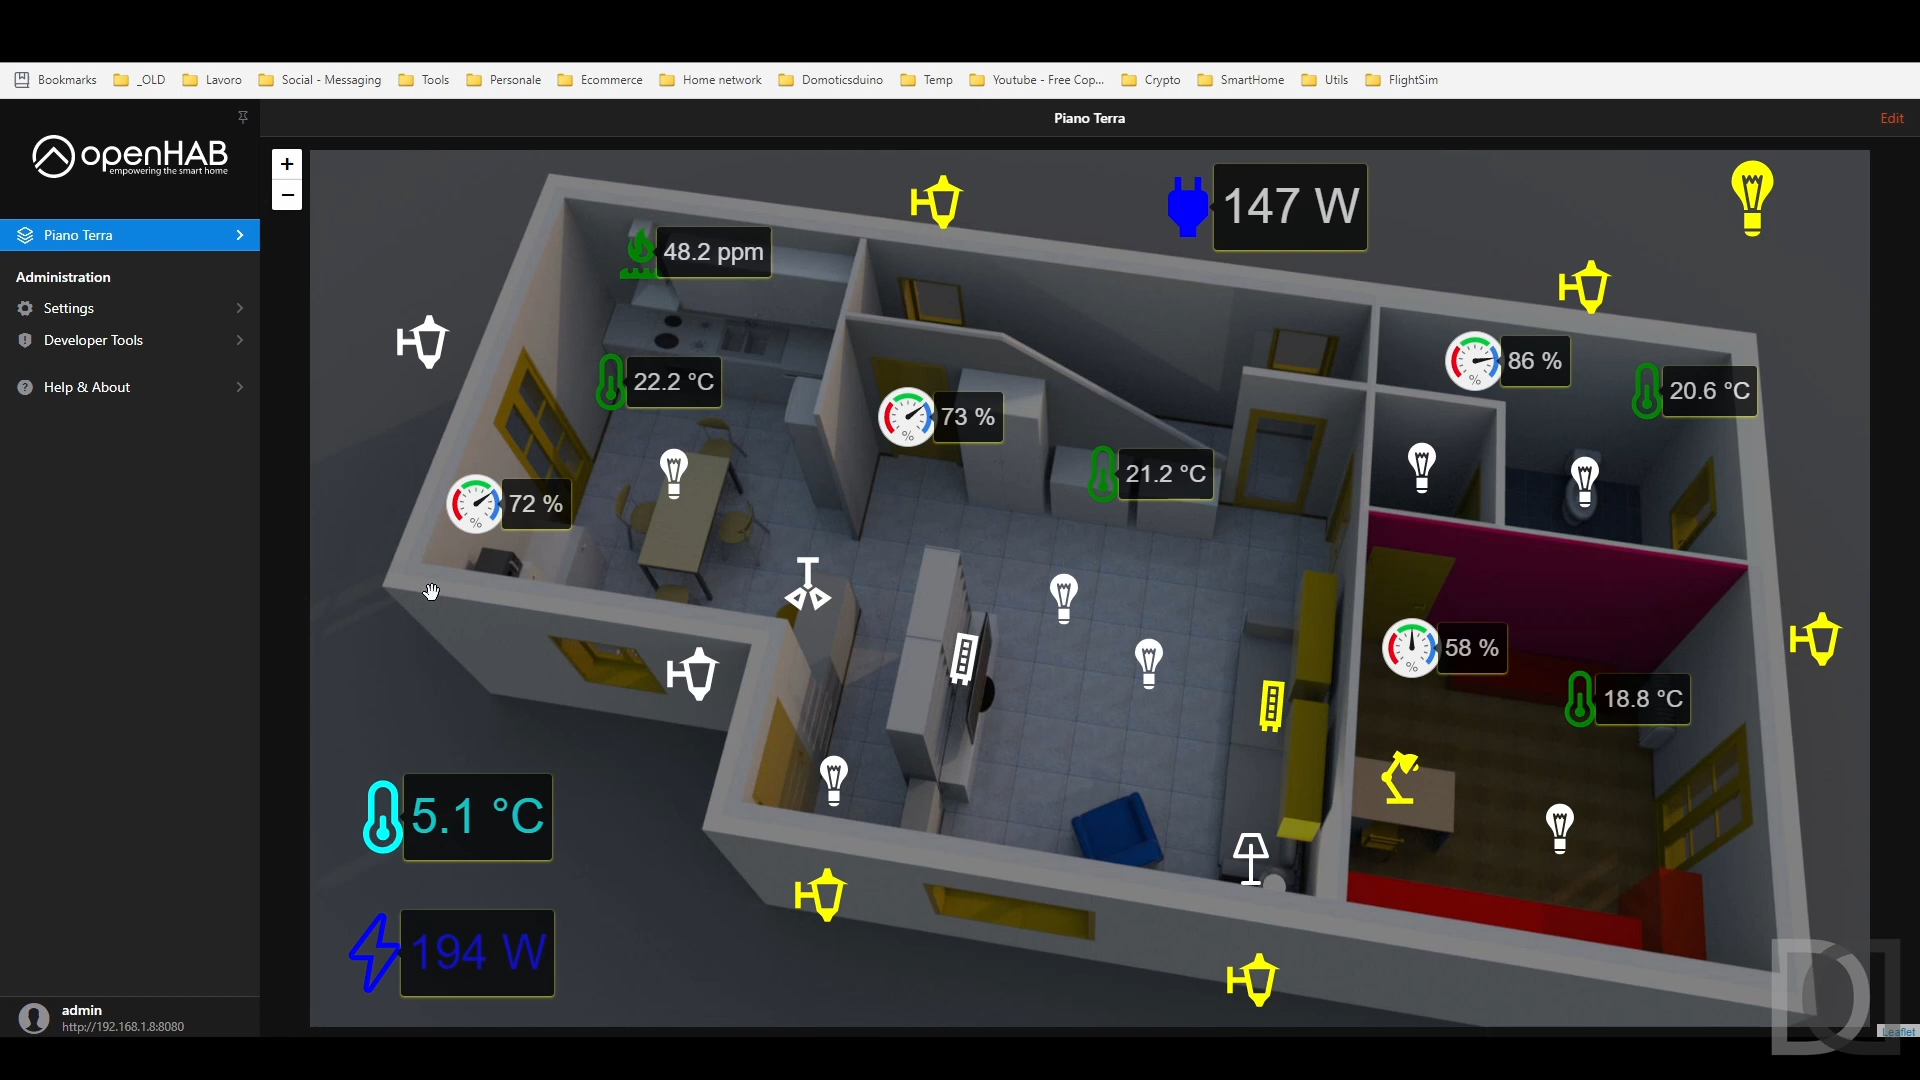 Bookmarks _OLD Lavoro Social - Messaging Tools Personale Ecommerce Home network Domoticsduino Temp Youtube - Free Cop... Crypto SmartHome Utils FlightSim
openHAB
empowering the smart home
Piano Terra
Administration
Settings
Developer Tools
Help & About
admin
http://192.168.1.8:8080
Piano Terra
Edit
+
−
147 W
48.2 ppm
86 %
22.2 °C
20.6 °C
73 %
21.2 °C
72 %
58 %
18.8 °C
5.1 °C
194 W
Leaflet